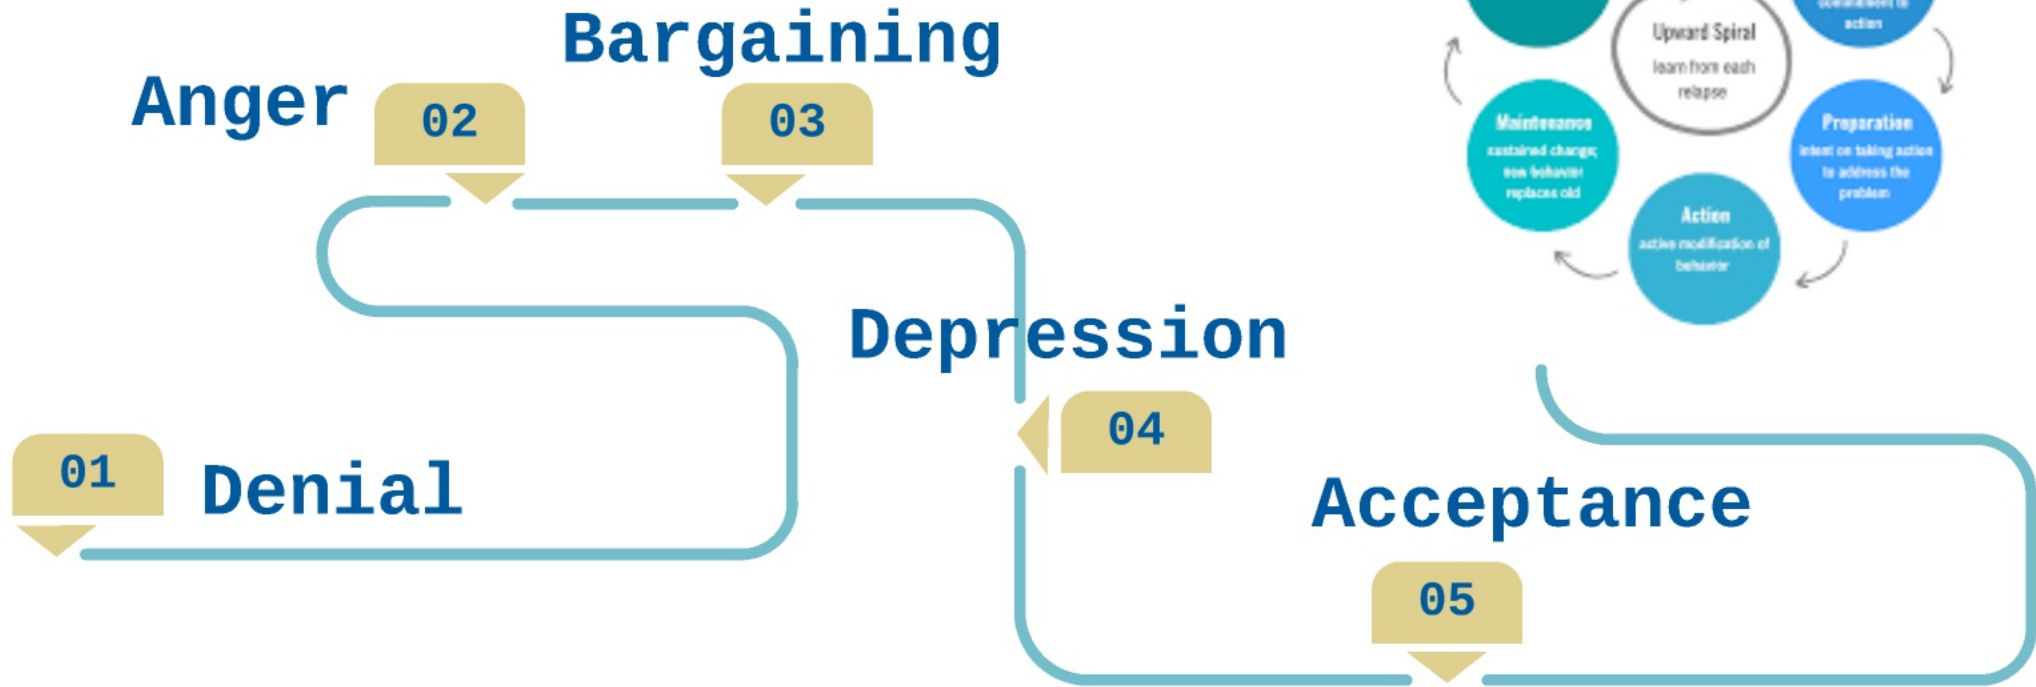 Bargaining
Anger
02
03
Depression
04
01
Denial
Acceptance
05
commitment to
action
Upward Spiral
learn from each
relapse
Maintenance
sustained change;
new behavior
replaces old
Preparation
intent on taking action
to address the
problem
Action
active modification of
behavior